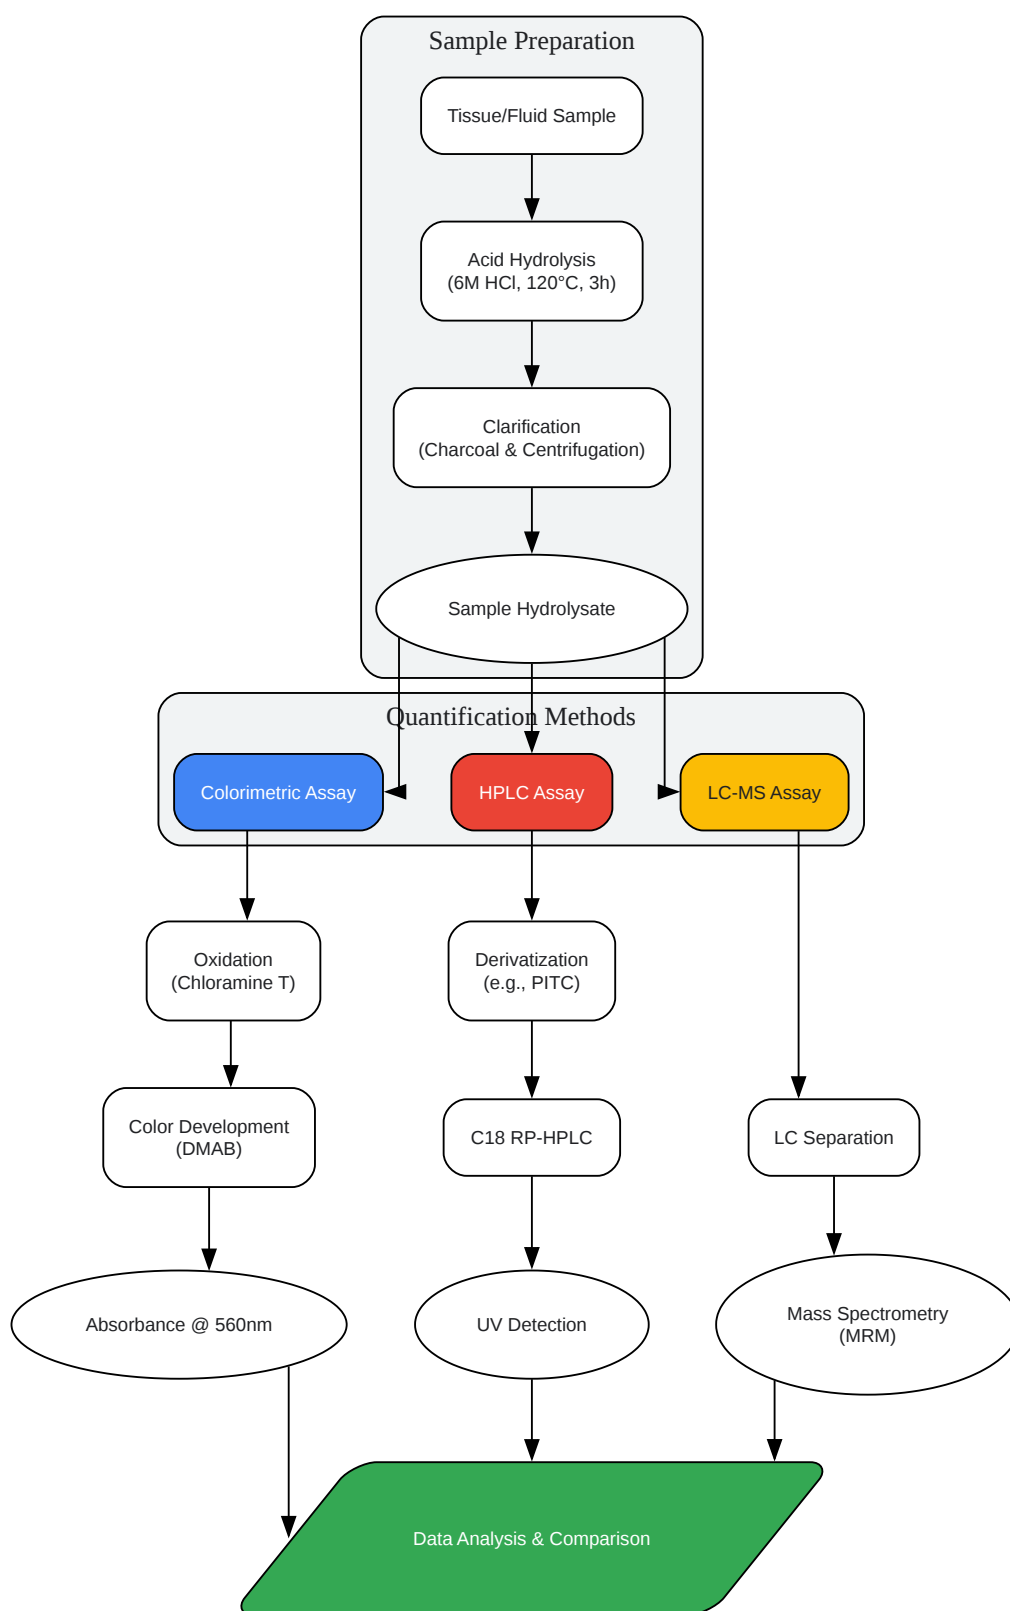 Sample Preparation
Tissue/Fluid Sample
Acid Hydrolysis
(6M HCl, 120°C, 3h)
Clarification
(Charcoal & Centrifugation)
Sample Hydrolysate
Quantification Methods
Colorimetric Assay
HPLC Assay
LC-MS Assay
Oxidation
(Chloramine T)
Derivatization
(e.g., PITC)
Color Development
(DMAB)
C18 RP-HPLC
LC Separation
Absorbance @ 560nm
UV Detection
Mass Spectrometry
(MRM)
Data Analysis & Comparison